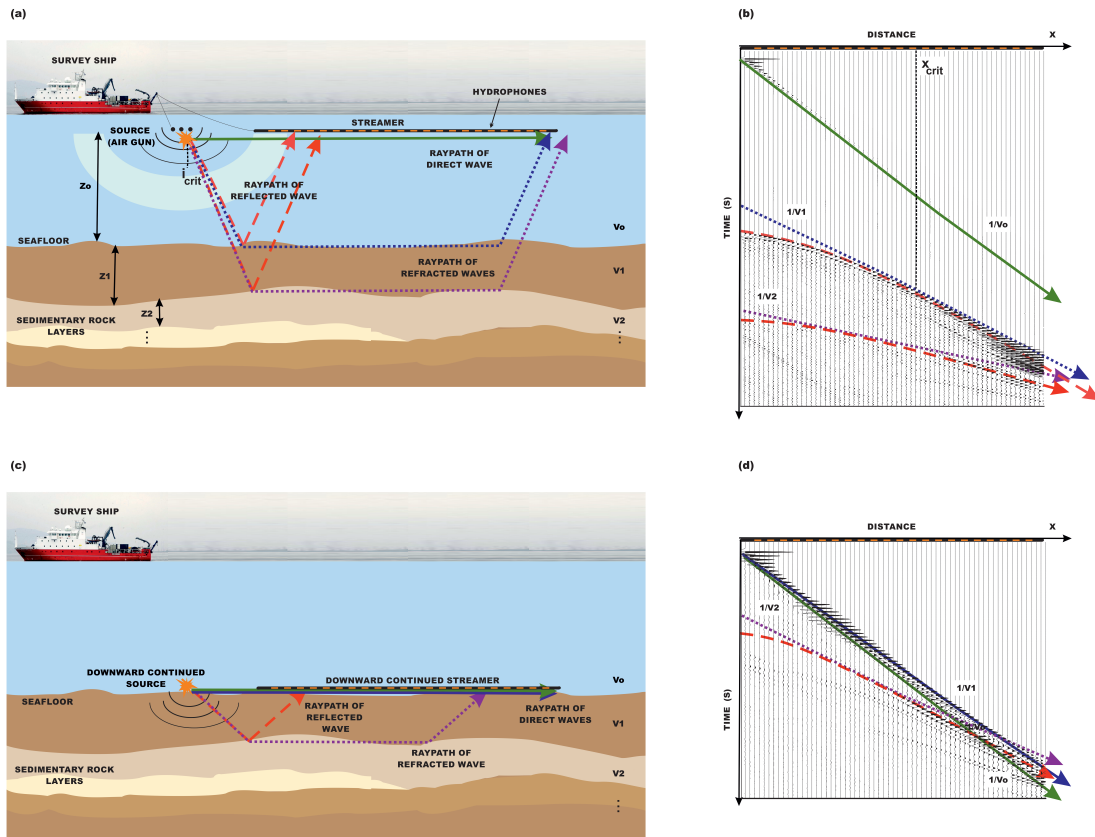 (a)
SURVEY SHIP
HYDROPHONES
STREAMER
SOURCE
(AIR GUN)
RAYPATH OF
DIRECT WAVE
icrit
Zo
RAYPATH OF
REFLECTED WAVE
SEAFLOOR
Vo
Z1
RAYPATH OF
REFRACTED WAVES
V1
Z2
SEDIMENTARY ROCK
LAYERS
V2
(b)
DISTANCE
X
xcrit
TIME (S)
1/V1
1/Vo
1/V2
(c)
SURVEY SHIP
DOWNWARD CONTINUED
SOURCE
DOWNWARD CONTINUED STREAMER
Vo
SEAFLOOR
RAYPATH OF
REFLECTED
WAVE
RAYPATH OF
DIRECT WAVES
V1
RAYPATH OF
REFRACTED WAVE
SEDIMENTARY ROCK
LAYERS
V2
(d)
DISTANCE
X
TIME (S)
1/V2
1/V1
1/Vo